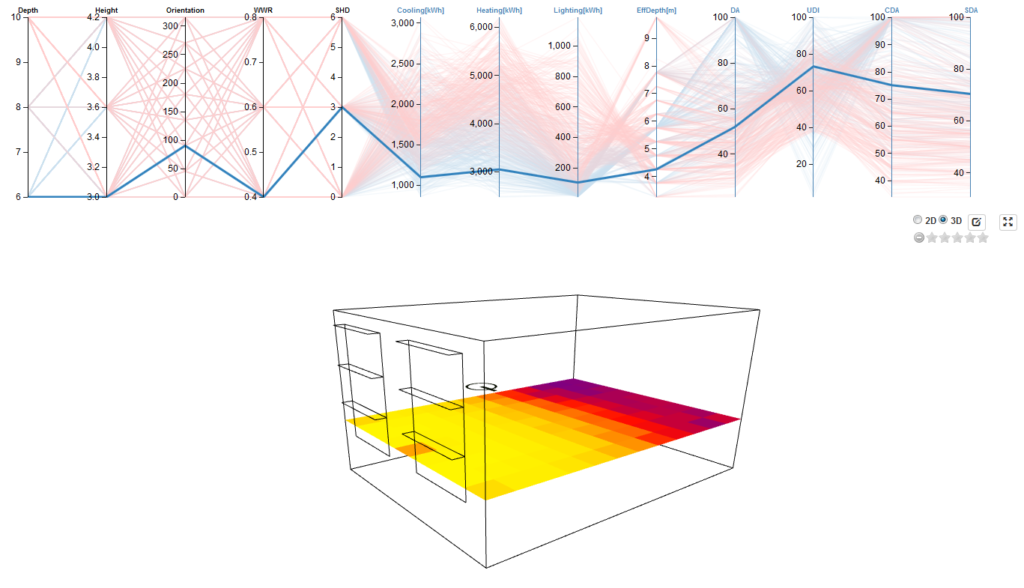 Depth Height Orientation WWR SHD Cooling[kWh] Heating[kWh] Lighting[kWh] EffDepth[m] DA UDI CDA SDA
10 4.2 300 0.8 6 3,000 6,000 1,000 9 100 100 100 80
9 4.0 250 0.7 5 2,500 5,000 800 8 80 80 90 60
8 3.6 200 0.6 4 2,000 4,000 600 7 60 60 80 40
7 3.4 150 0.5 3 1,500 3,000 400 6 40 40 70
6 3.2 100 0.4 2 1,000 200 5 20 60
3.0 50 1 4 50
0 0 40
2D 3D